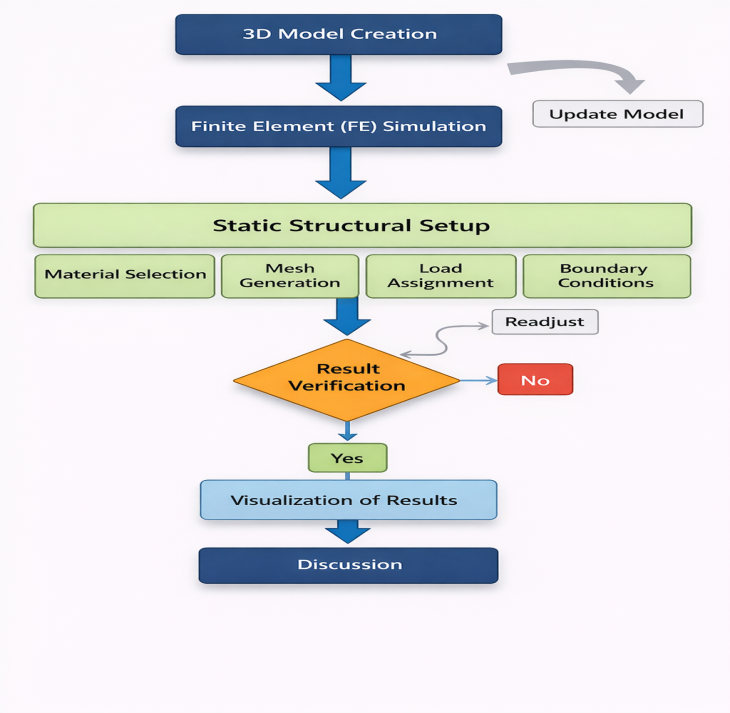 3D Model Creation
Update Model
Finite Element (FE) Simulation
Static Structural Setup
Material Selection
Mesh
Generation
Load
Assignment
Boundary
Conditions
Readjust
Result
Verification
No
Yes
Visualization of Results
Discussion